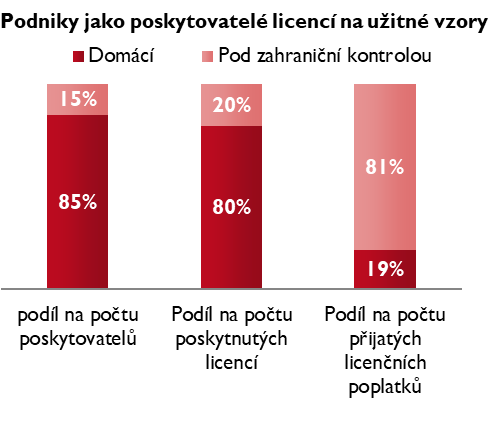 Podniky jako poskytovatelé licencí na užitné vzory
Domácí Pod zahraniční kontrolou
15% 20% 81%
85% 80% 19%
podíl na počtu poskytovatelů
Podíl na počtu poskytnutých licencí
Podíl na počtu přijatých licenčních poplatků